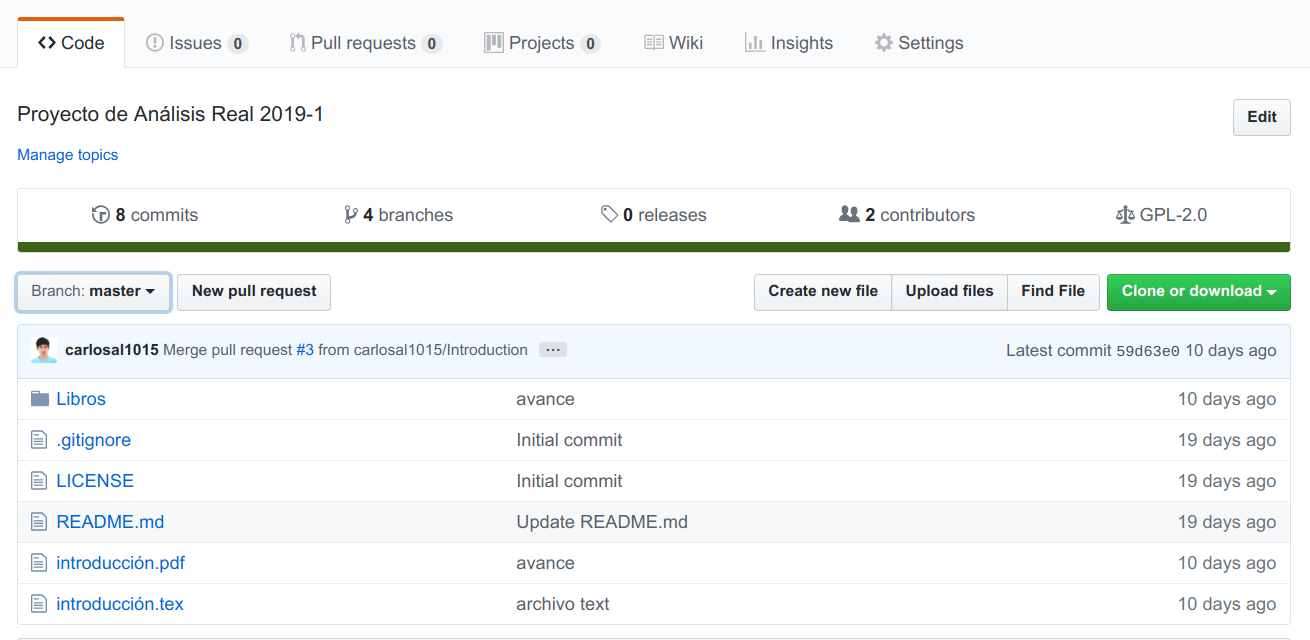 Code Issues 0 Pull requests 0 Projects 0 Wiki Insights Settings
Proyecto de Análisis Real 2019-1 Edit
Manage topics
8 commits 4 branches 0 releases 2 contributors GPL-2.0
Branch: master New pull request Create new file Upload files Find File Clone or download
carlosal1015 Merge pull request #3 from carlosal1015/Introduction ... Latest commit 59d63e0 10 days ago
Libros avance 10 days ago
.gitignore Initial commit 19 days ago
LICENSE Initial commit 19 days ago
README.md Update README.md 19 days ago
introducción.pdf avance 10 days ago
introducción.tex archivo text 10 days ago